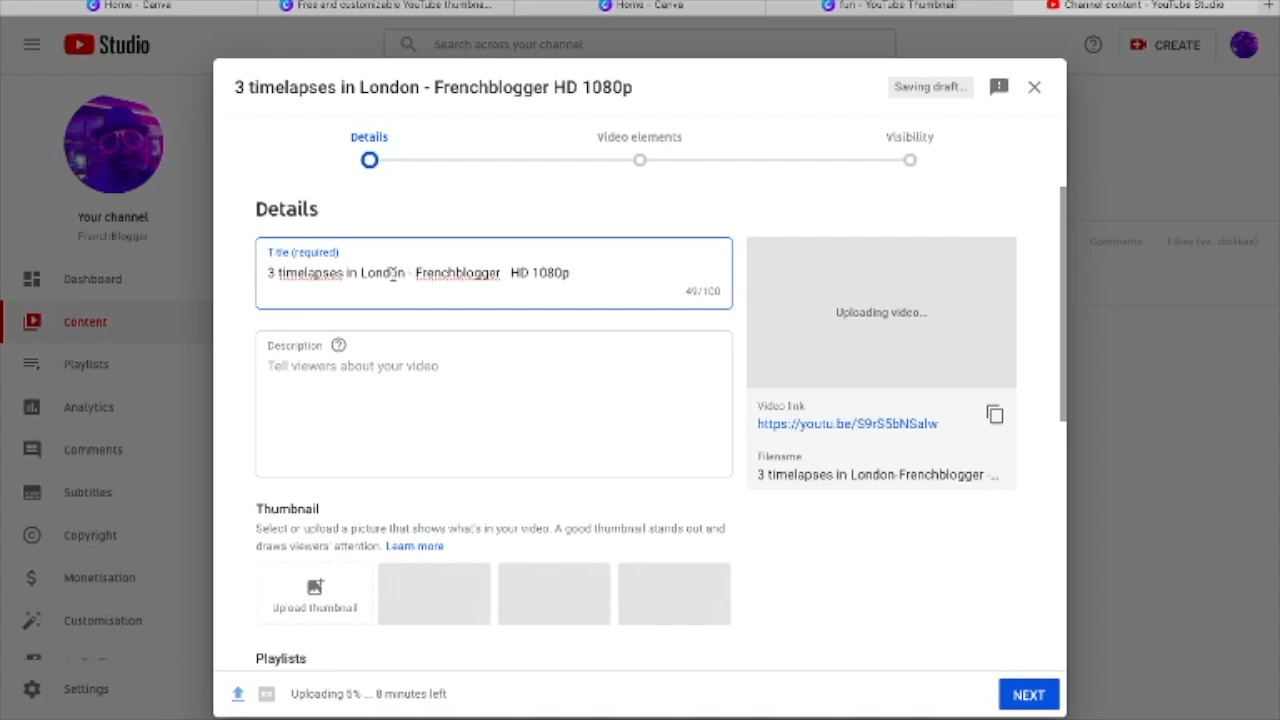 Home - Canva
Free and customizable YouTube thumbna...
Home - Canva
fun - YouTube Thumbnail
Channel content - YouTube Studio
Studio
Search across your channel
CREATE
3 timelapses in London - Frenchblogger HD 1080p
Saving draft...
Details
Video elements
Visibility
Your channel
FrenchBlogger
Dashboard
Content
Playlists
Analytics
Comments
Subtitles
Copyright
Monetisation
Customisation
Settings
Details
Title (required)
3 timelapses in London - Frenchblogger HD 1080p
49/100
Description
Tell viewers about your video
Uploading video...
Video link
https://youtu.be/S9rS5bNSalw
Filename
3 timelapses in London-Frenchblogger -...
Thumbnail
Select or upload a picture that shows what's in your video. A good thumbnail stands out and
draws viewers' attention. Learn more
Upload thumbnail
Playlists
Uploading 5% ... 8 minutes left
NEXT
Comments
Likes (vs. dislikes)